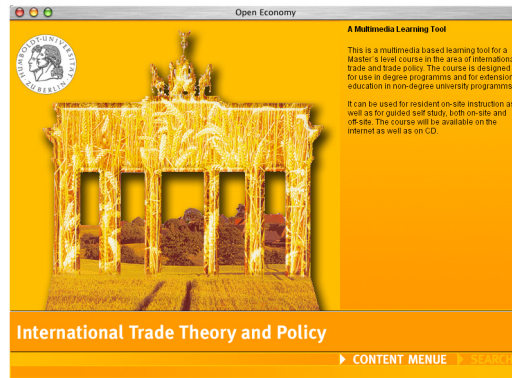 Open Economy
HUMBOLDT-UNIVERSITÄT
ZU BERLIN
A Multimedia Learning Tool
This is a multimedia based learning tool for a
Master's level course in the area of internationa
trade and trade policy. The course is designed
for use in degree programms and for extension
education in non-degree university programms
It can be used for resident on-site instruction as
well as for guided self study, both on-site and
off-site. The course will be available on the
internet as well as on CD.
International Trade Theory and Policy
CONTENT MENUE
SEARCH